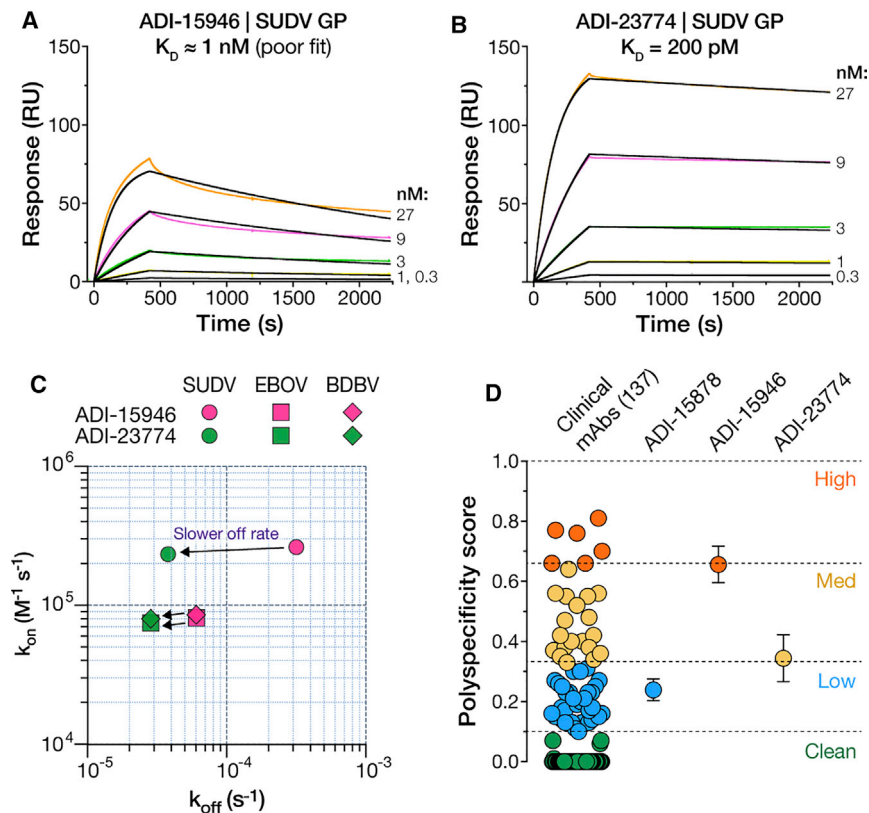 A
ADI-15946 | SUDV GP
K_D ≈ 1 nM (poor fit)
150
100
50
0
Response (RU)
nM:
27
9
3
1, 0.3
0
500
1000
1500
2000
Time (s)
B
ADI-23774 | SUDV GP
K_D = 200 pM
150
100
50
0
Response (RU)
nM:
27
9
3
1
0.3
0
500
1000
1500
2000
Time (s)
C
SUDV
EBOV
BDBV
ADI-15946
ADI-23774
10⁶
10⁵
10⁴
k_on (M⁻¹ s⁻¹)
Slower off rate
10⁻⁵
10⁻⁴
10⁻³
k_off (s⁻¹)
D
Clinical
mAbs (137)
ADI-15878
ADI-15946
ADI-23774
1.0
0.8
0.6
0.4
0.2
0.0
Polyspecificity score
High
Med
Low
Clean